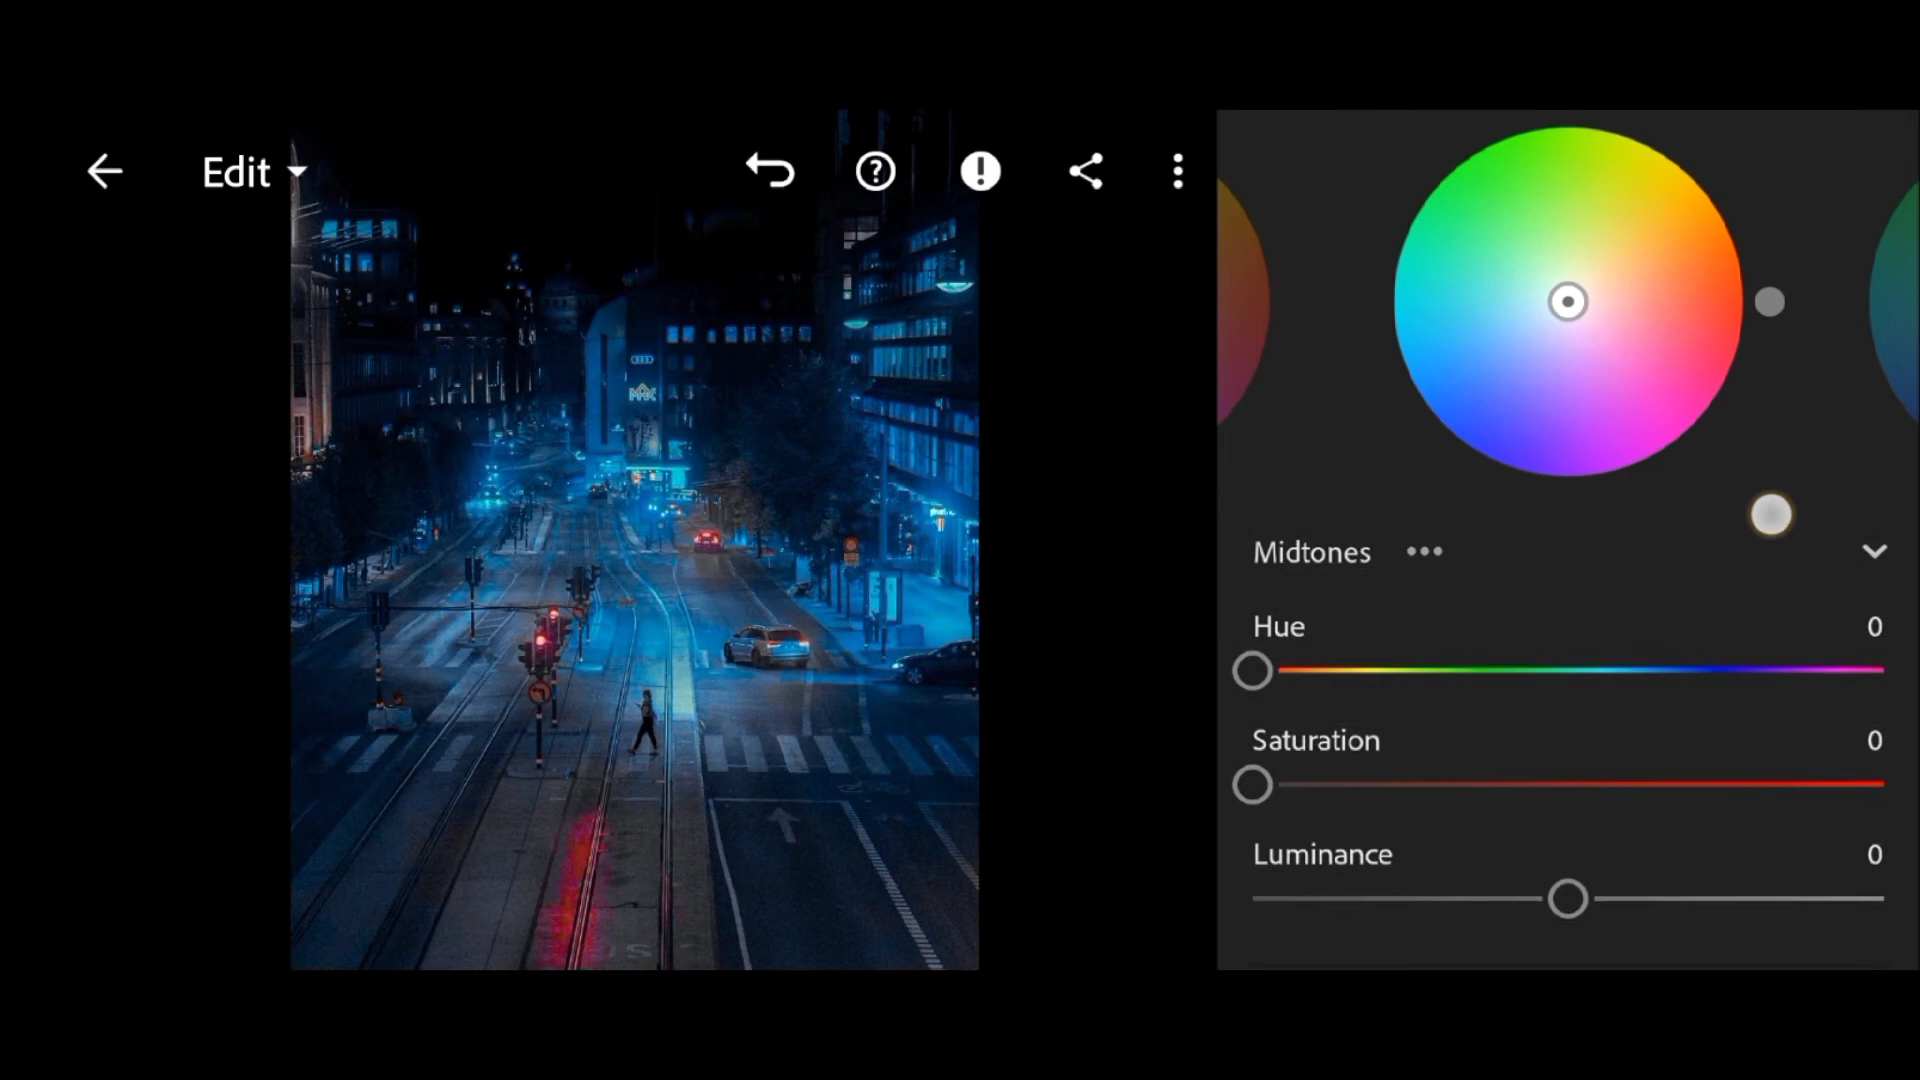 Edit
Midtones
Hue 0
Saturation 0
Luminance 0